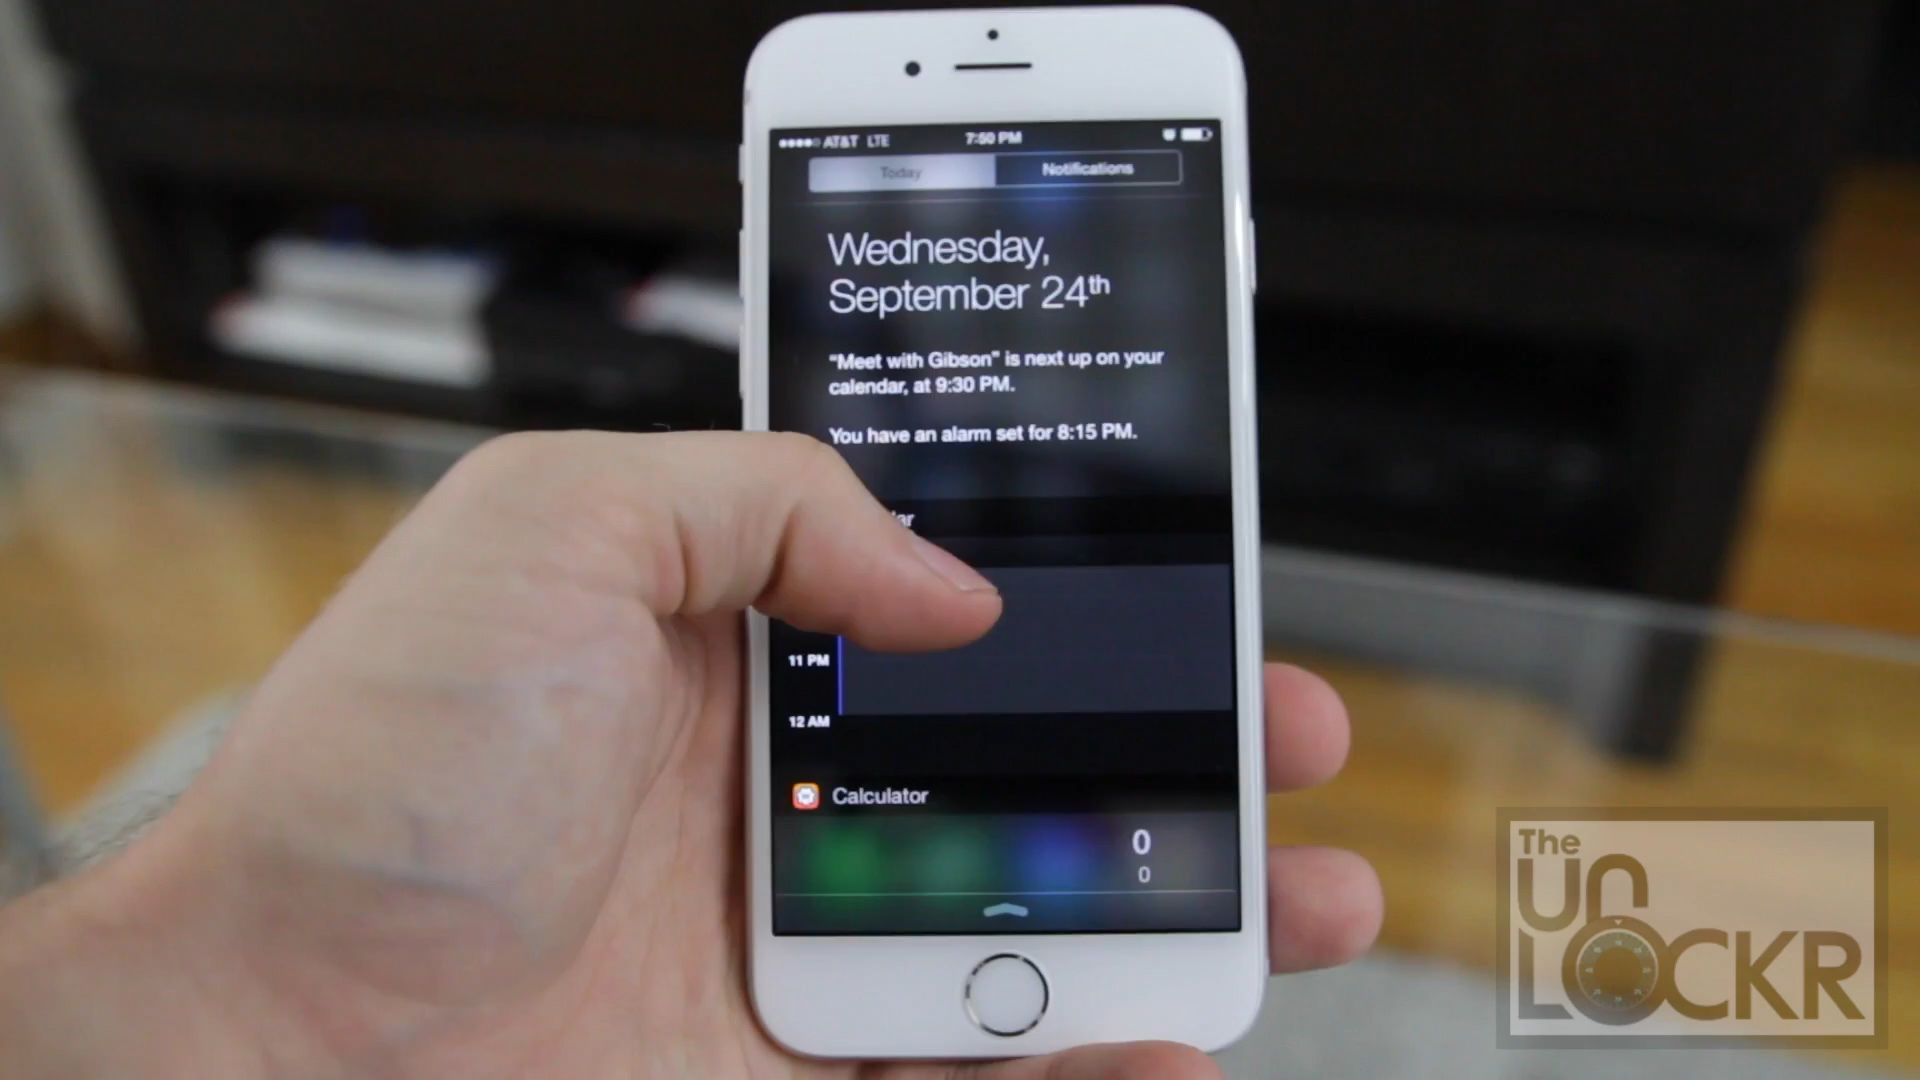 AT&T LTE 7:50 PM
Today Notifications
Wednesday,
September 24th
“Meet with Gibson” is next up on your
calendar, at 9:30 PM.
You have an alarm set for 8:15 PM.
11 PM
12 AM
Calculator
0
0
The
UnLOCKR